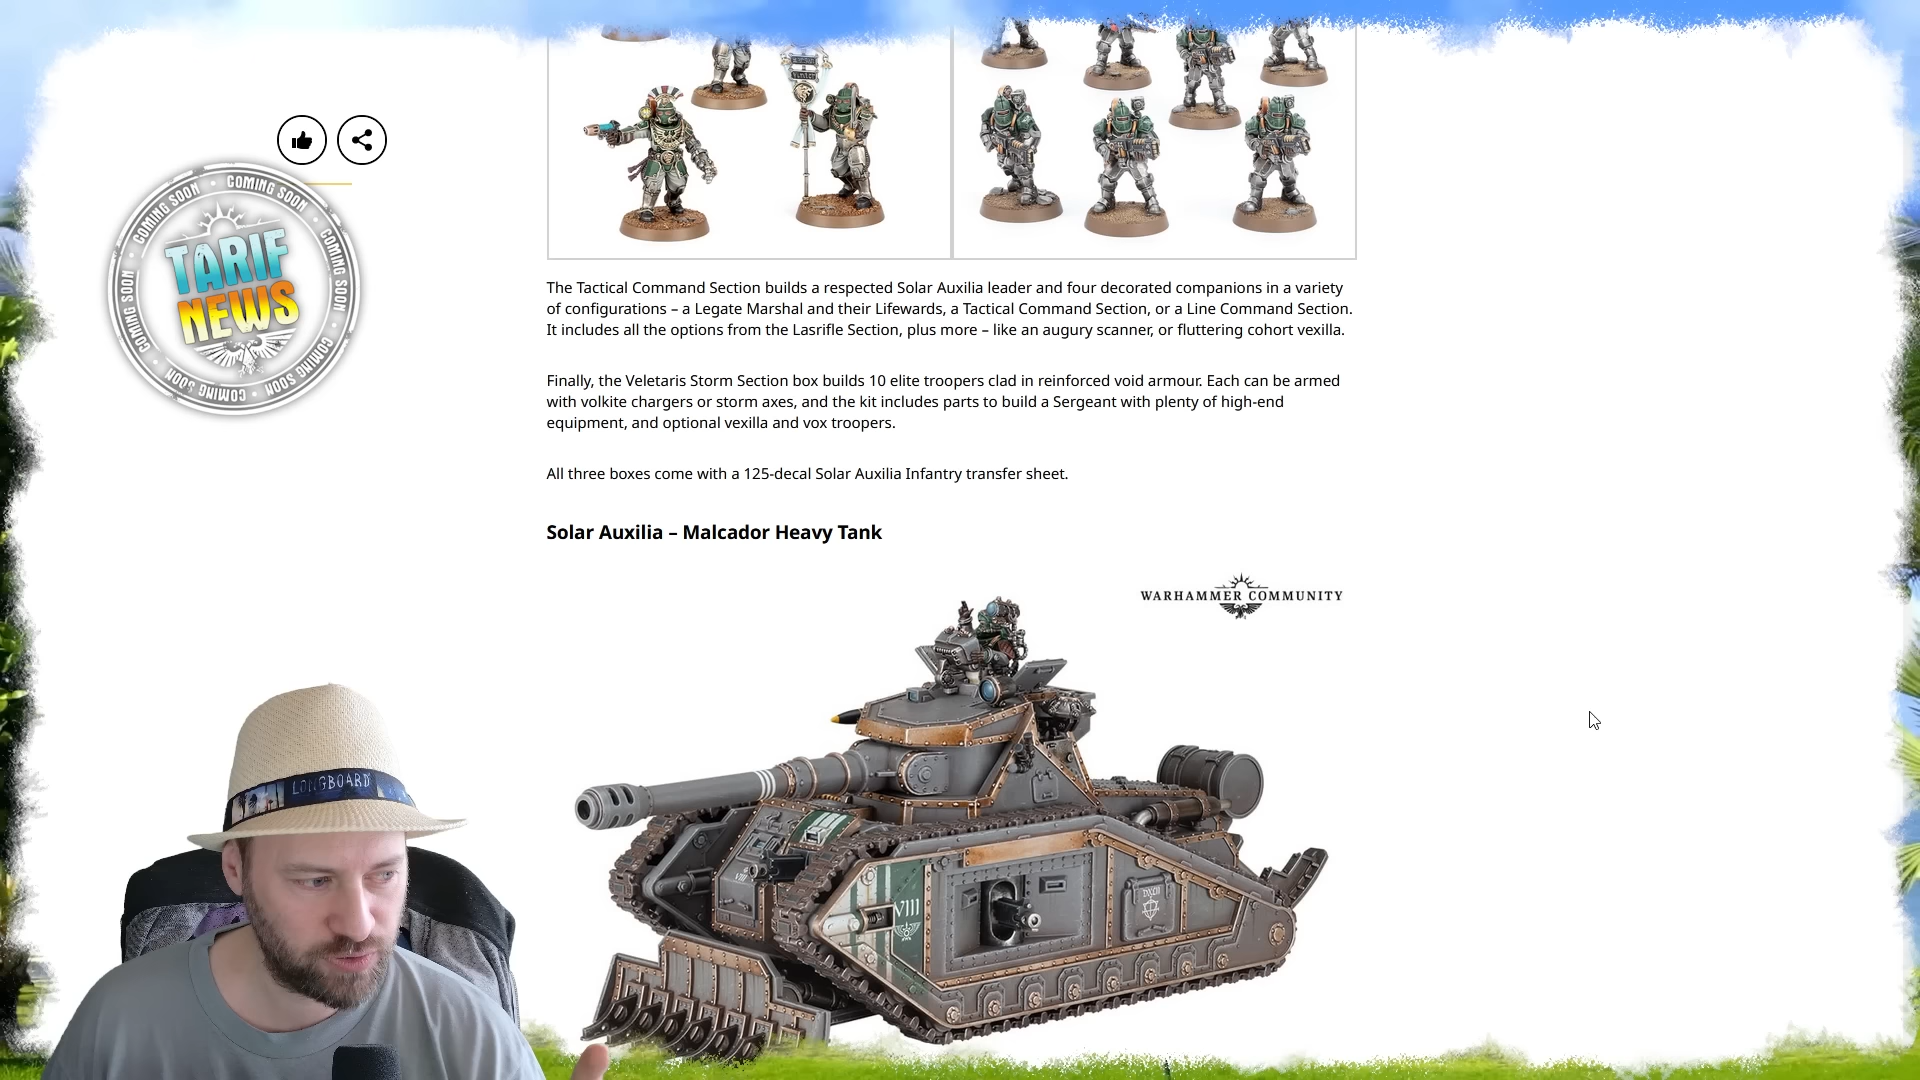 COMING SOON • COMING SOON • COMING SOON • COMING SOON • COMING SOON • COMING SOON
TARIF
NEWS
The Tactical Command Section builds a respected Solar Auxilia leader and four decorated companions in a variety
of configurations – a Legate Marshal and their Lifewards, a Tactical Command Section, or a Line Command Section.
It includes all the options from the Lasrifle Section, plus more – like an augury scanner, or fluttering cohort vexilla.
Finally, the Veletaris Storm Section box builds 10 elite troopers clad in reinforced void armour. Each can be armed
with volkite chargers or storm axes, and the kit includes parts to build a Sergeant with plenty of high-end
equipment, and optional vexilla and vox troopers.
All three boxes come with a 125-decal Solar Auxilia Infantry transfer sheet.
Solar Auxilia – Malcador Heavy Tank
WARHAMMER COMMUNITY
VIII
LONGBOARD